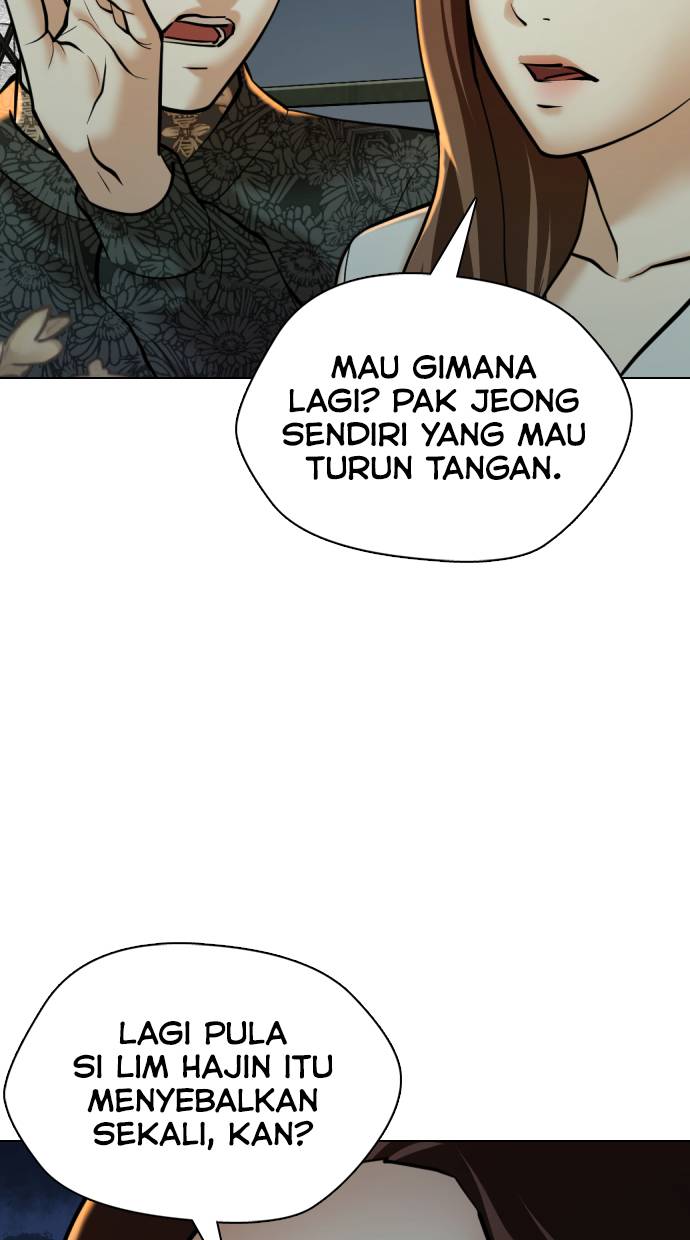 MAU GIMANA
LAGI? PAK JEONG
SENDIRI YANG MAU
TURUN TANGAN.
LAGI PULA
SI LIM HAJIN ITU
MENYEBALKAN
SEKALI, KAN?